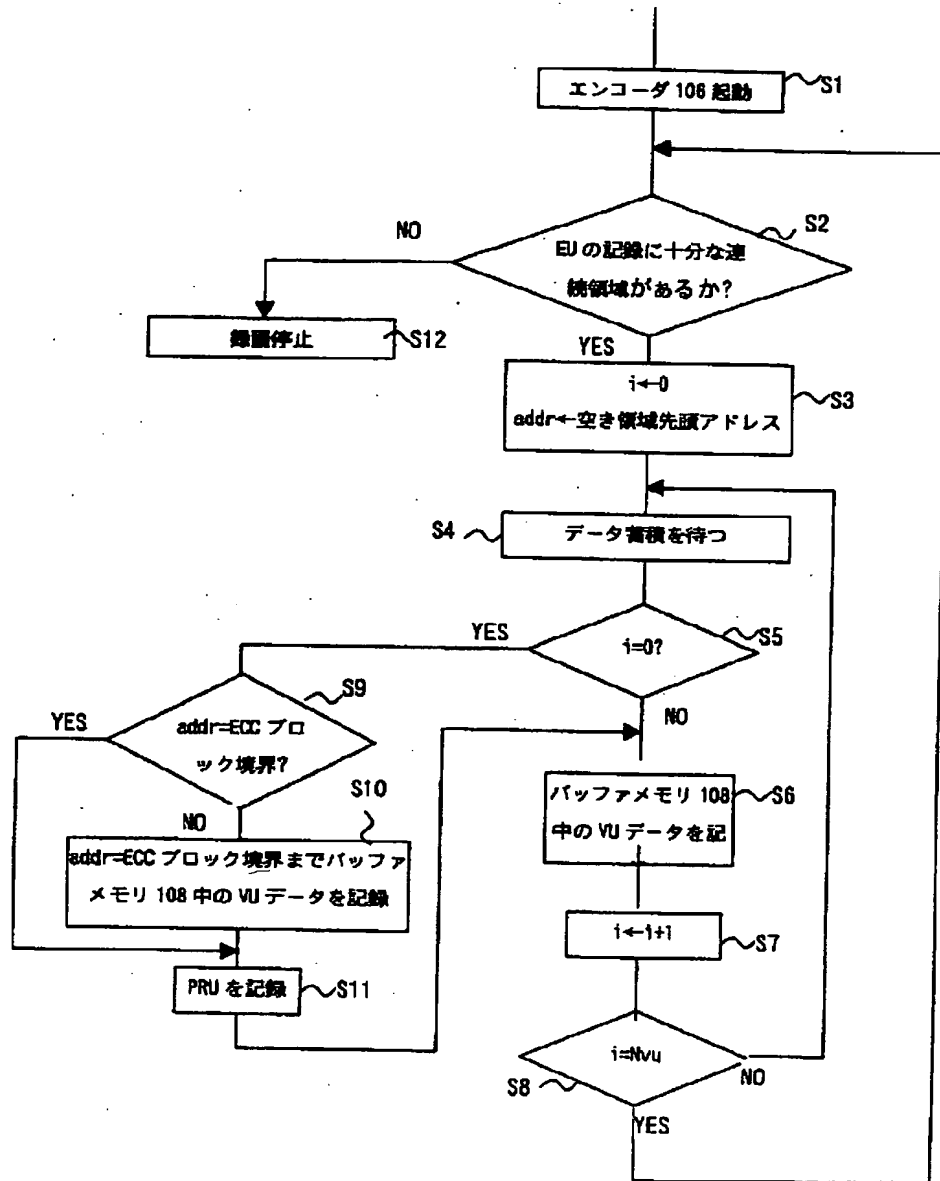 エンコーダ 106 起動
S1
S2
NO
EUの記録に十分な連
続領域があるか?
録画停止
S12
YES
i←0
addr←空き領域先頭アドレス
S3
S4
データ蓄積を待つ
YES
i=0?
S5
NO
S9
YES
addr=ECC ブロ
ック境界?
S10
NO
addr=ECC ブロック境界までバッファ
メモリ 108 中の VU データを記録
バッファメモリ 108
中の VU データを記
S6
i←i+1
S7
PRU を記録
S11
i=Nvu
NO
S8
YES